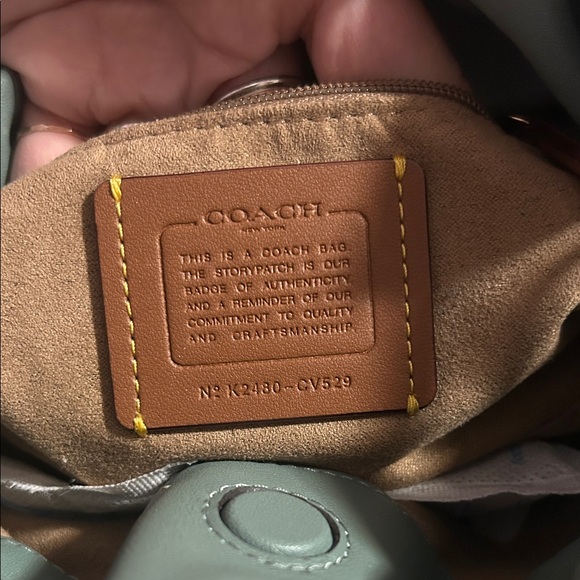 COACH
NEW YORK
THIS IS A COACH BAG.
THE STORYPATCH IS OUR
BADGE OF AUTHENTICITY
AND A REMINDER OF OUR
COMMITMENT TO QUALITY
AND CRAFTSMANSHIP.
Nº K2480-CV529